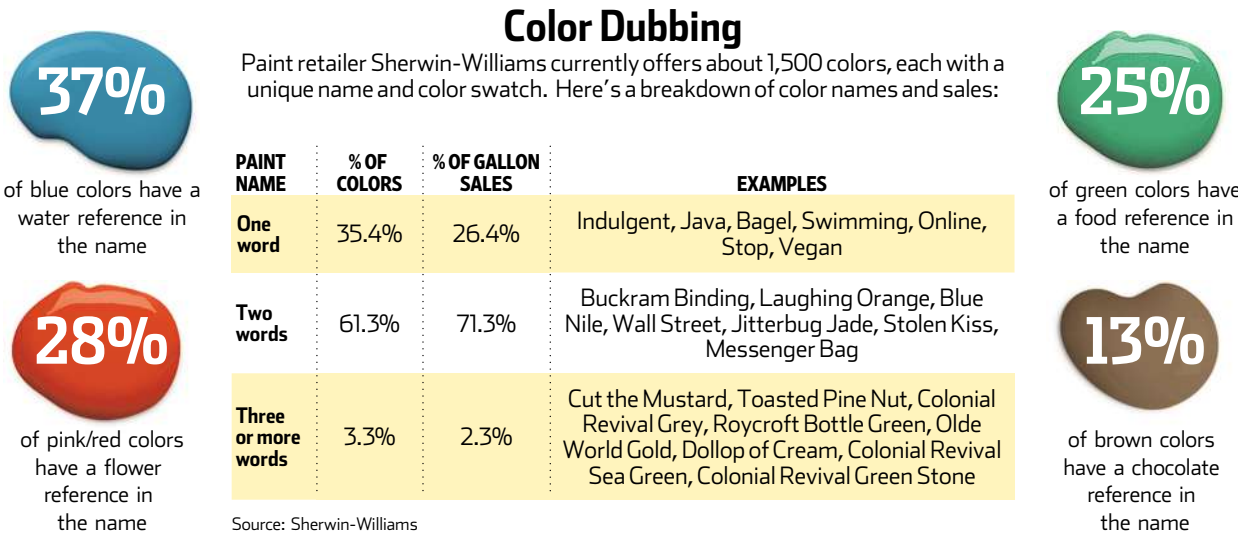 Color Dubbing
Paint retailer Sherwin-Williams currently offers about 1,500 colors, each with a
unique name and color swatch. Here's a breakdown of color names and sales:
37%
of blue colors have a
water reference in
the name
28%
of pink/red colors
have a flower
reference in
the name
PAINT
NAME
% OF
COLORS
% OF GALLON
SALES
EXAMPLES
One
word
35.4%
26.4%
Indulgent, Java, Bagel, Swimming, Online,
Stop, Vegan
Two
words
61.3%
71.3%
Buckram Binding, Laughing Orange, Blue
Nile, Wall Street, Jitterbug Jade, Stolen Kiss,
Messenger Bag
Three
or more
words
3.3%
2.3%
Cut the Mustard, Toasted Pine Nut, Colonial
Revival Grey, Roycroft Bottle Green, Olde
World Gold, Dollop of Cream, Colonial Revival
Sea Green, Colonial Revival Green Stone
Source: Sherwin-Williams
25%
of green colors have
a food reference in
the name
13%
of brown colors
have a chocolate
reference in
the name